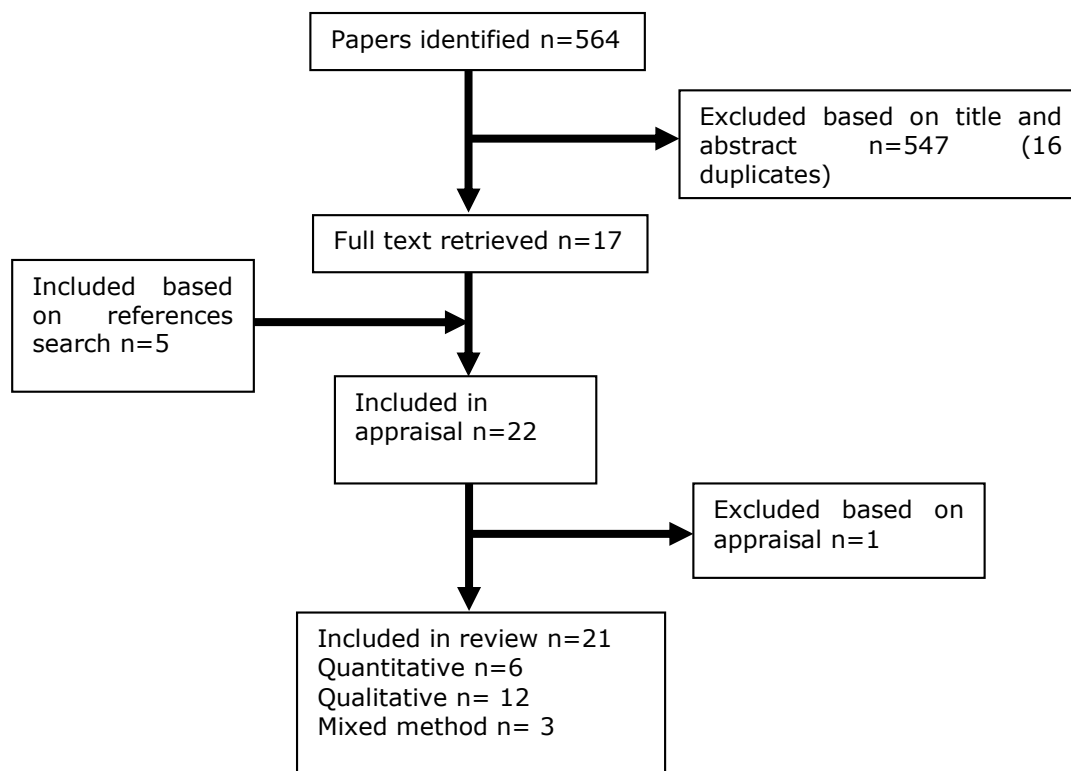 Papers identified n=564
Excluded based on title and
abstract n=547 (16
duplicates)
Full text retrieved n=17
Included based
on references
search n=5
Included in
appraisal n=22
Excluded based on
appraisal n=1
Included in review n=21
Quantitative n=6
Qualitative n= 12
Mixed method n= 3